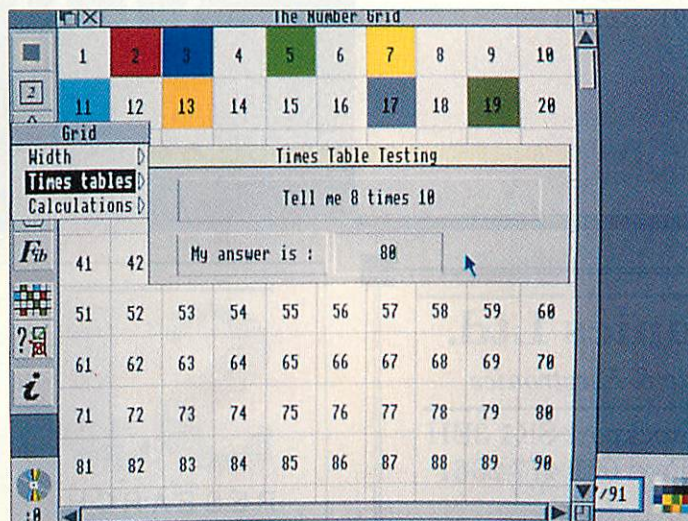 The Number Grid
1 2 3 4 5 6 7 8 9 10
2
11 12 13 14 15 16 17 18 19 20
Grid
Width
Times tables
Calculations
Times Table Testing
Tell me 8 times 10
My answer is : 80
Fib
41 42
51 52 53 54 55 56 57 58 59 60
?
61 62 63 64 65 66 67 68 69 70
i
71 72 73 74 75 76 77 78 79 80
81 82 83 84 85 86 87 88 89 90
:0
/91